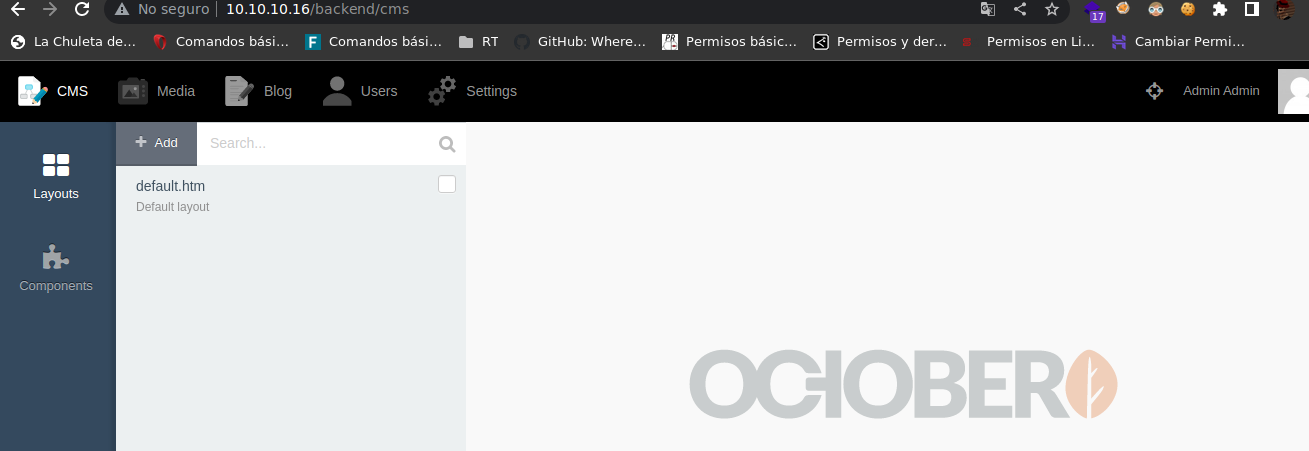 No seguro 10.10.10.16/backend/cms
17
La Chuleta de... Comandos bási... Comandos bási... RT GitHub: Where... Permisos básic... Permisos y der... Permisos en Li... Cambiar Permi...
CMS Media Blog Users Settings Admin Admin
Add Search...
Layouts
Components
default.htm
Default layout
OCTOBER